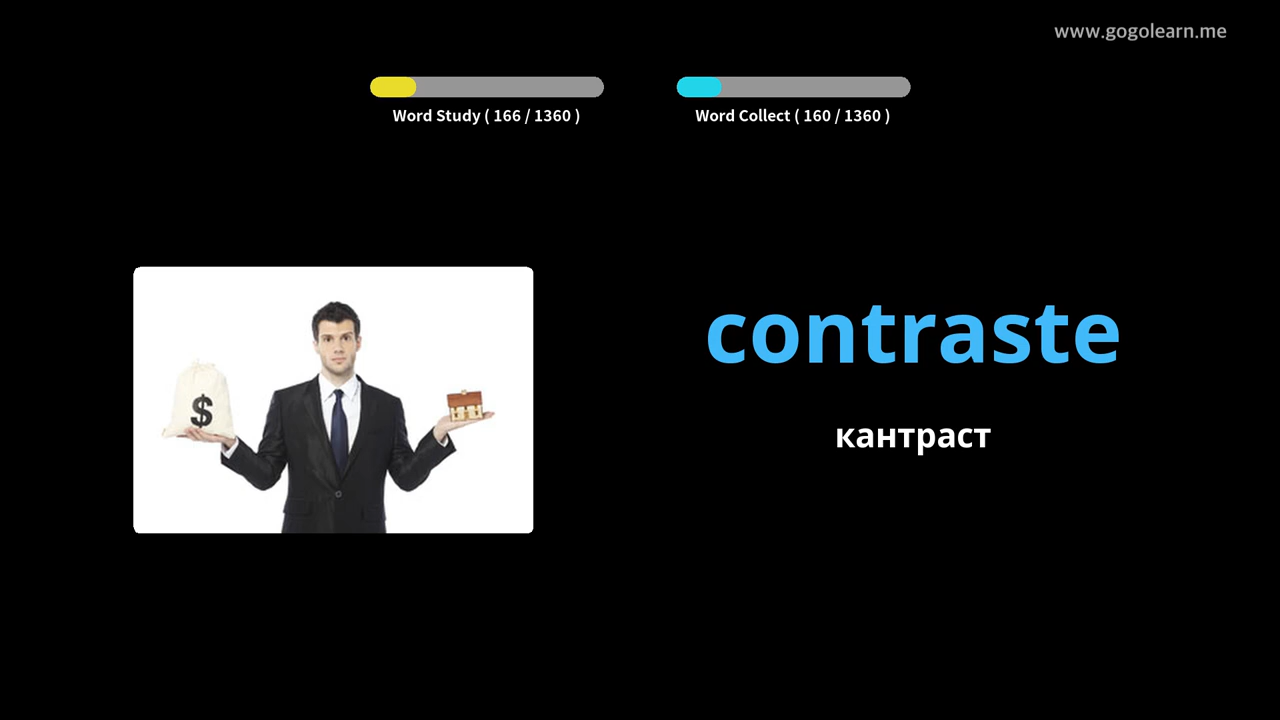 www.gogolearn.me
Word Study ( 166 / 1360 )
Word Collect ( 160 / 1360 )
$
contraste
кантраст